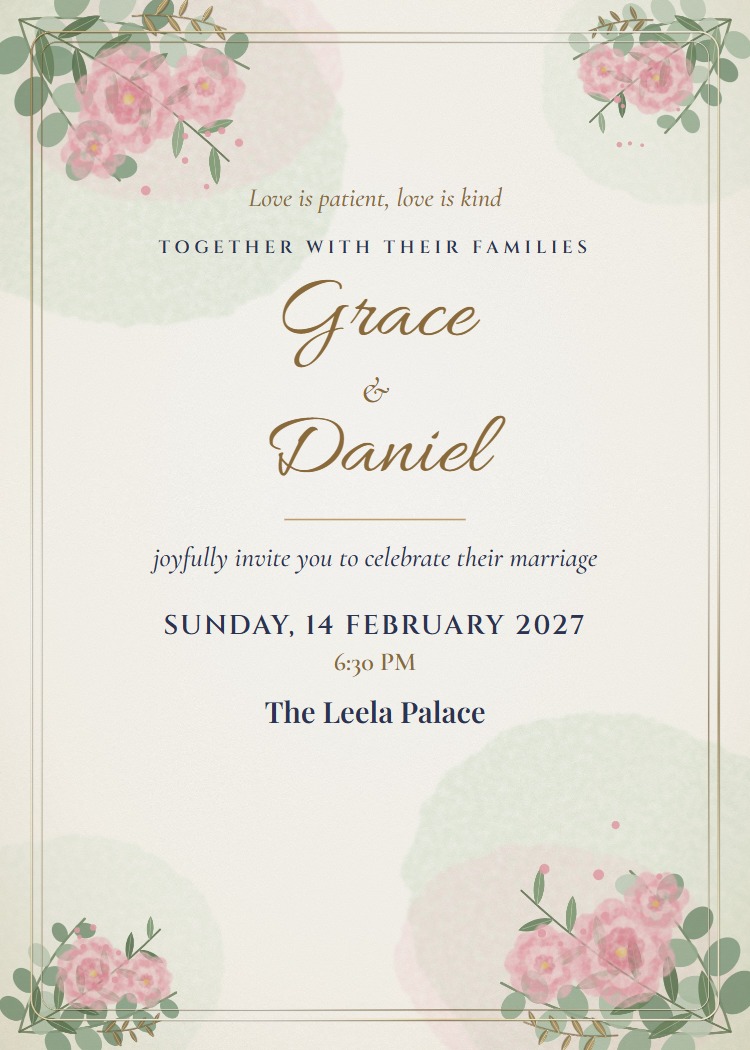 Love is patient, love is kind
TOGETHER WITH THEIR FAMILIES
Grace
&
Daniel
joyfully invite you to celebrate their marriage
SUNDAY, 14 FEBRUARY 2027
6:30 PM
The Leela Palace